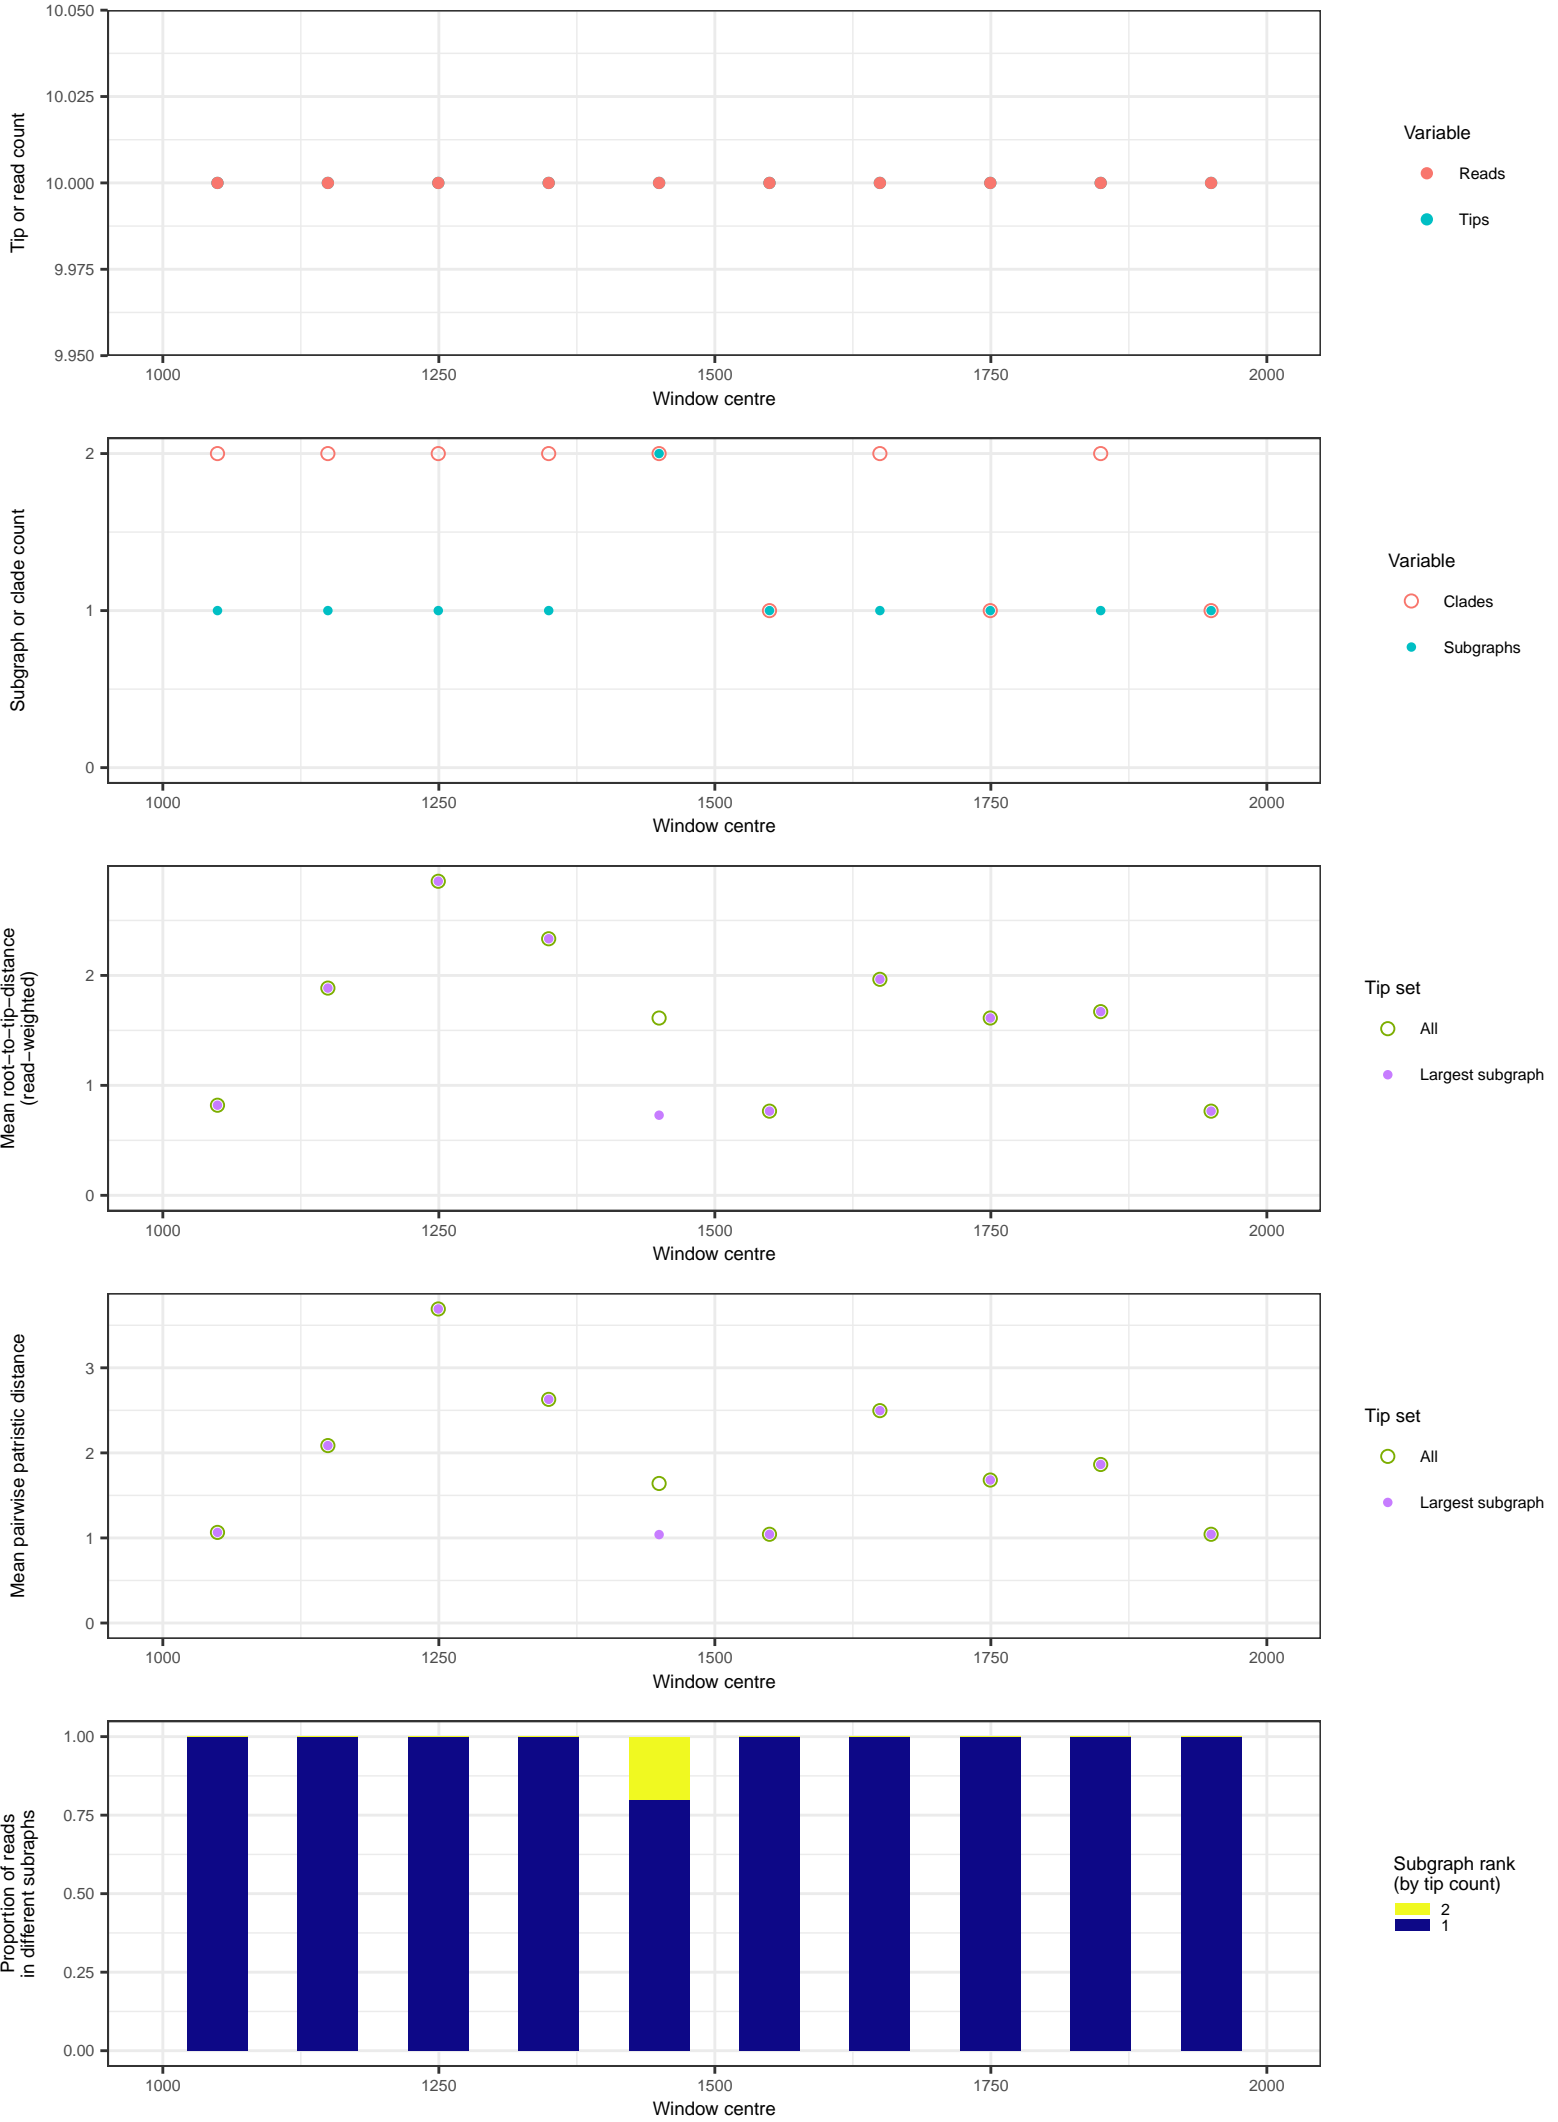 10.050
10.025
10.000
9.975
9.950
Tip or read count
1000 1250 1500 1750 2000
Window centre
Variable
Reads
Tips
2
1
0
Subgraph or clade count
1000 1250 1500 1750 2000
Window centre
Variable
Clades
Subgraphs
2
1
0
Mean root−to−tip−distance
(read−weighted)
1000 1250 1500 1750 2000
Window centre
Tip set
All
Largest subgraph
3
2
1
0
Mean pairwise patristic distance
1000 1250 1500 1750 2000
Window centre
Tip set
All
Largest subgraph
1.00
0.75
0.50
0.25
0.00
Proportion of reads
in different subraphs
1000 1250 1500 1750 2000
Window centre
Subgraph rank
(by tip count)
2
1